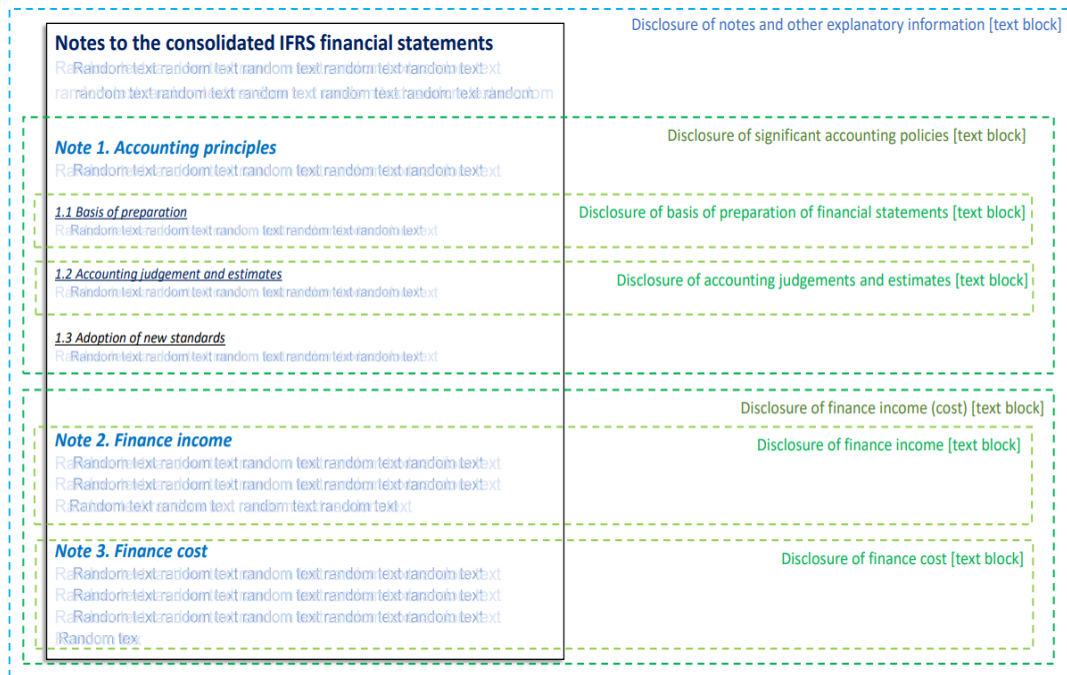 Disclosure of notes and other explanatory information [text block]
Notes to the consolidated IFRS financial statements
Random text random text random text random text random text
random text random text random text random text random text random
Disclosure of significant accounting policies [text block]
Note 1. Accounting principles
Random text random text random text random text random text
1.1 Basis of preparation
Disclosure of basis of preparation of financial statements [text block]
Random text random text random text random text random text
1.2 Accounting judgement and estimates
Disclosure of accounting judgements and estimates [text block]
Random text random text random text random text random text
1.3 Adoption of new standards
Random text random text random text random text random text
Disclosure of finance income (cost) [text block]
Note 2. Finance income
Disclosure of finance income [text block]
Random text random text random text random text random text
Random text random text random text random text random text
Random text random text random text random text
Note 3. Finance cost
Disclosure of finance cost [text block]
Random text random text random text random text random text
Random text random text random text random text random text
Random text random text random text random text random text
Random tex